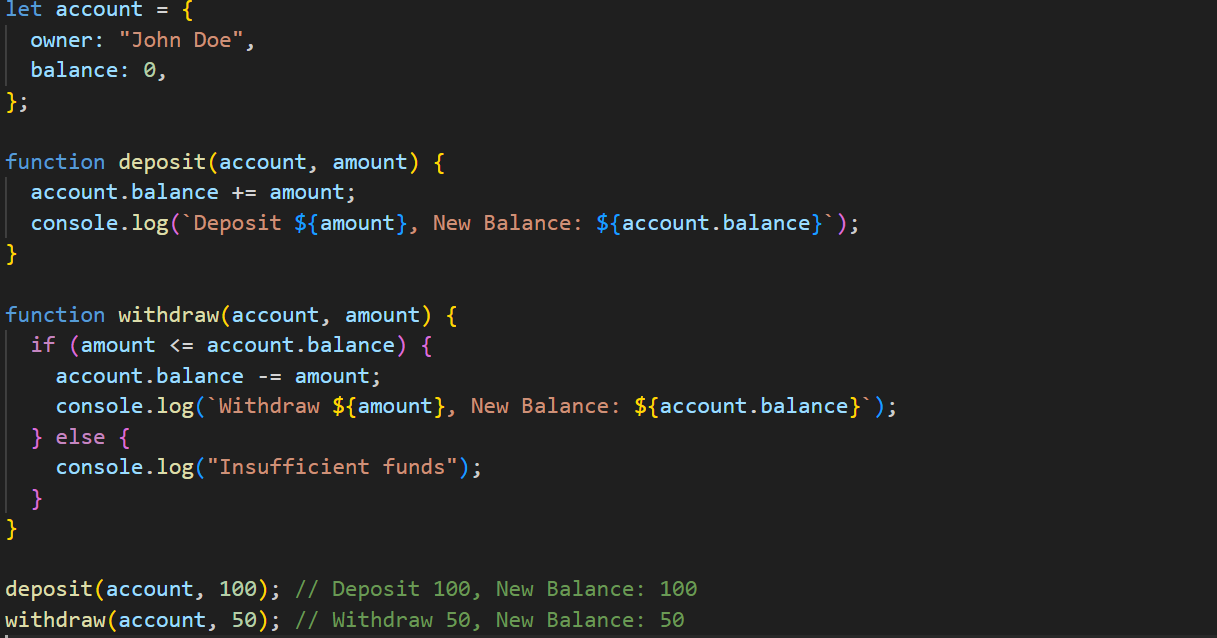 let account = {
  owner: "John Doe",
  balance: 0,
};

function deposit(account, amount) {
  account.balance += amount;
  console.log(`Deposit ${amount}, New Balance: ${account.balance}`);
}

function withdraw(account, amount) {
  if (amount <= account.balance) {
    account.balance -= amount;
    console.log(`Withdraw ${amount}, New Balance: ${account.balance}`);
  } else {
    console.log("Insufficient funds");
  }
}

deposit(account, 100); // Deposit 100, New Balance: 100
withdraw(account, 50); // Withdraw 50, New Balance: 50